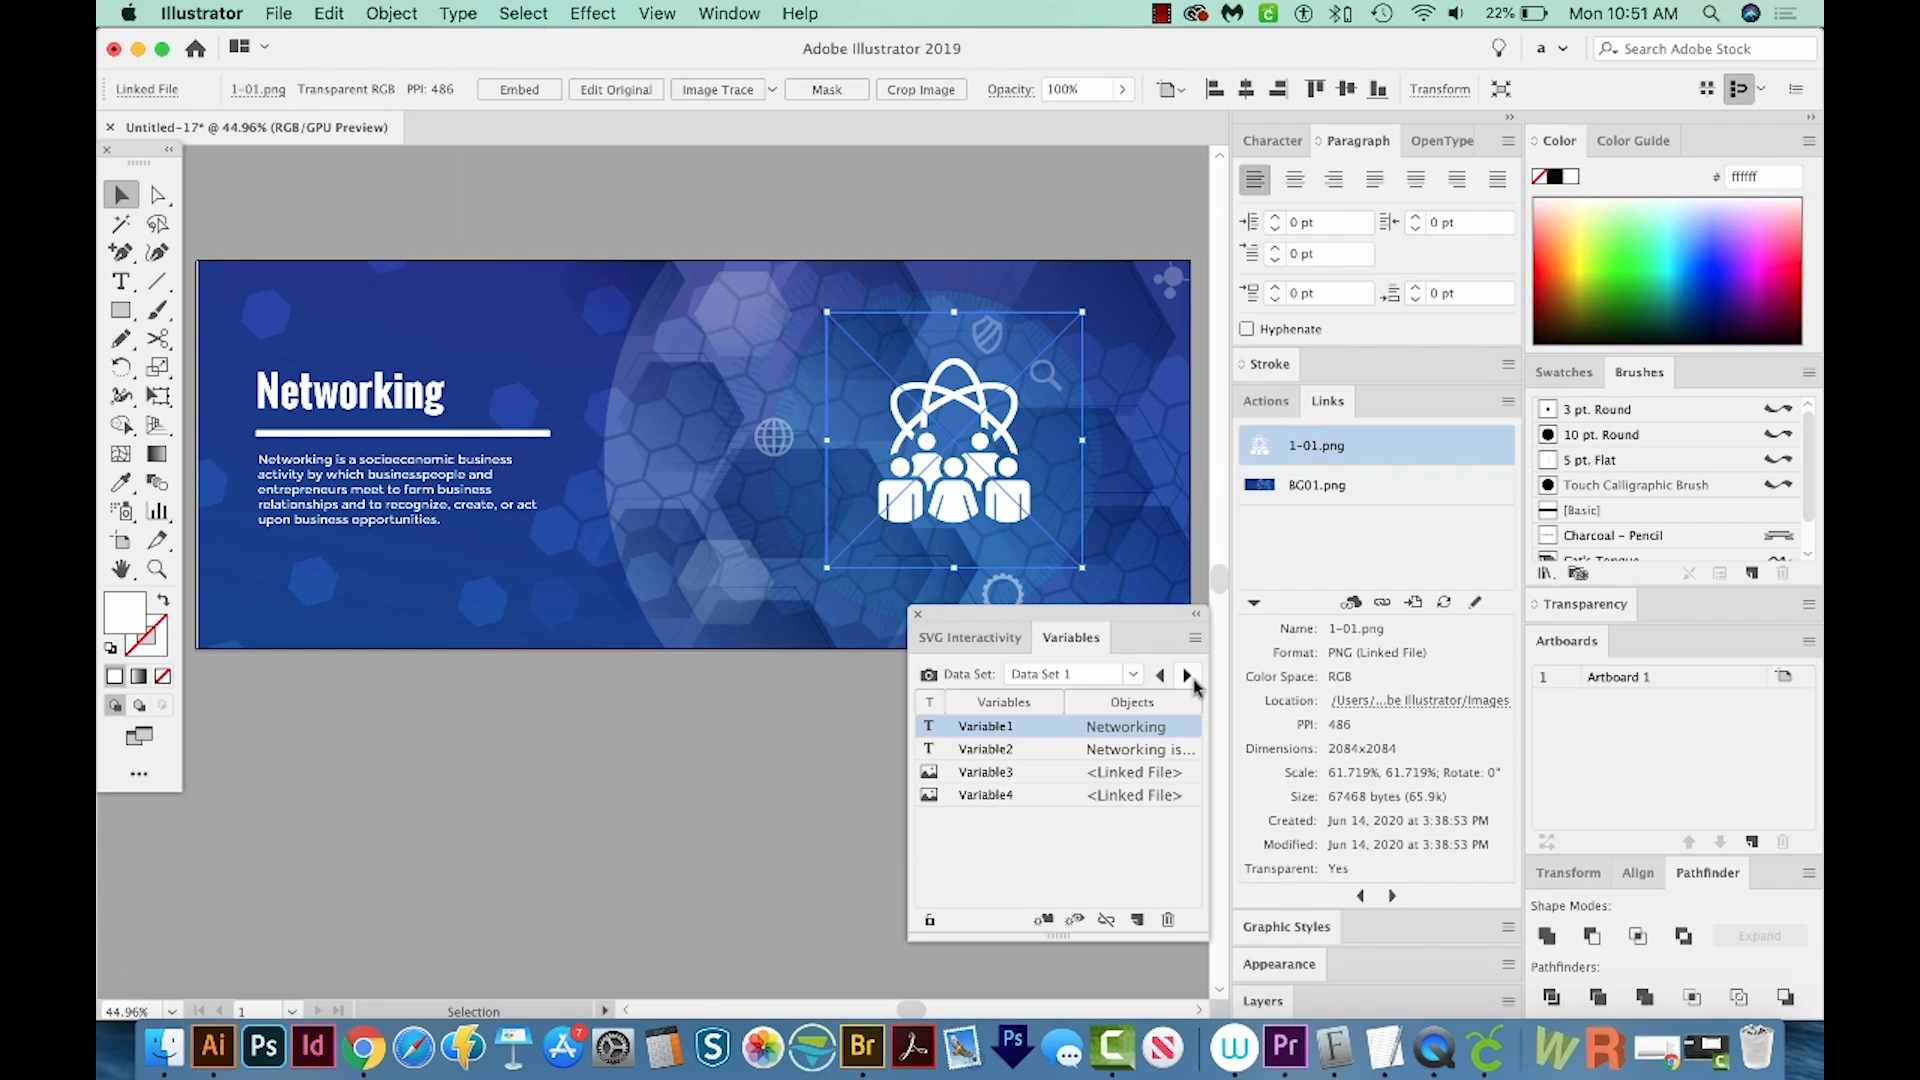 Illustrator File Edit Object Type Select Effect View Window Help
22% Mon 10:51 AM
Adobe Illustrator 2019
a
Search Adobe Stock
Linked File 1-01.png Transparent RGB PPI: 486 Embed Edit Original Image Trace Mask Crop Image Opacity: 100% Transform
Untitled-17* @ 44.96% (RGB/GPU Preview)
Networking
Networking is a socioeconomic business
activity by which businesspeople and
entrepreneurs meet to form business
relationships and to recognize, create, or act
upon business opportunities.
SVG Interactivity Variables
Data Set: Data Set 1
T Variables Objects
T Variable1 Networking
T Variable2 Networking is...
Variable3 <Linked File>
Variable4 <Linked File>
44.96% 1 Selection
Character Paragraph OpenType
0 pt 0 pt
0 pt
0 pt 0 pt
Hyphenate
Stroke
Actions Links
1-01.png
BG01.png
Name: 1-01.png
Format: PNG (Linked File)
Color Space: RGB
Location: /Users/...be Illustrator/Images
PPI: 486
Dimensions: 2084x2084
Scale: 61.719%, 61.719%; Rotate: 0°
Size: 67468 bytes (65.9k)
Created: Jun 14, 2020 at 3:38:53 PM
Modified: Jun 14, 2020 at 3:38:53 PM
Transparent: Yes
Graphic Styles
Appearance
Layers
Color Color Guide
# ffffff
Swatches Brushes
3 pt. Round
10 pt. Round
5 pt. Flat
Touch Calligraphic Brush
[Basic]
Charcoal - Pencil
Transparency
Artboards
1 Artboard 1
Transform Align Pathfinder
Shape Modes:
Expand
Pathfinders:
Ai Ps Id 7 S Br Ps C N W Pr F W R